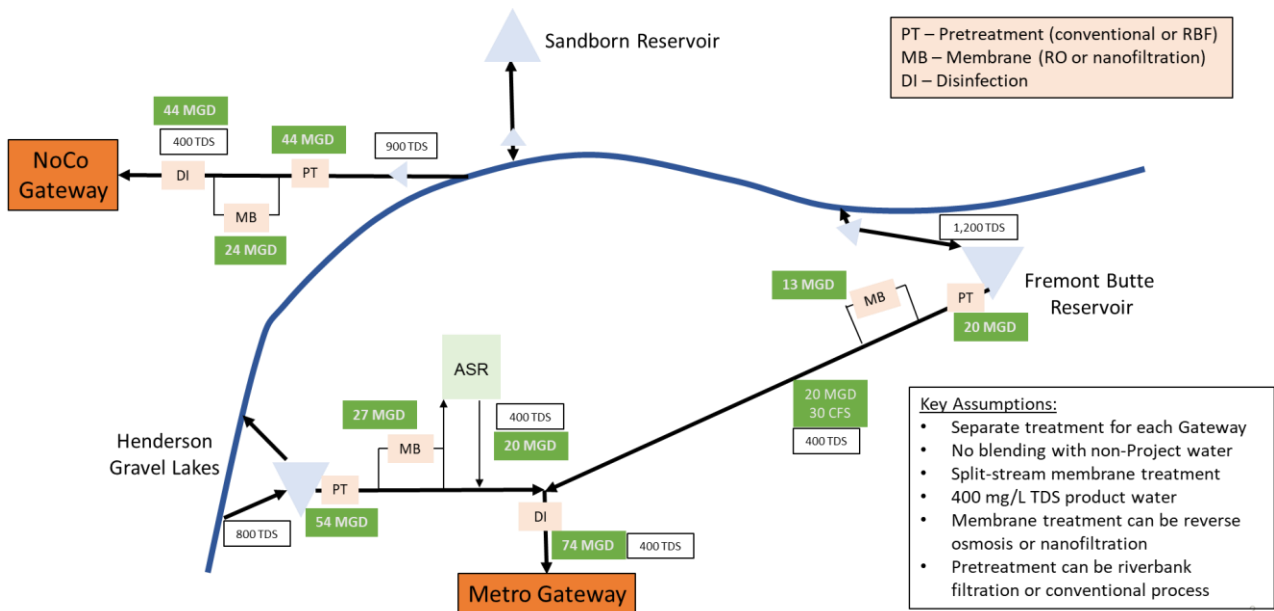 Sandborn Reservoir
PT – Pretreatment (conventional or RBF)
MB – Membrane (RO or nanofiltration)
DI – Disinfection
44 MGD
400 TDS
44 MGD
900 TDS
NoCo
Gateway
DI
PT
MB
24 MGD
1,200 TDS
13 MGD
MB
PT
Fremont Butte
Reservoir
20 MGD
ASR
20 MGD
30 CFS
400 TDS
27 MGD
400 TDS
20 MGD
MB
Henderson
Gravel Lakes
PT
54 MGD
800 TDS
DI
74 MGD
400 TDS
Metro Gateway
Key Assumptions:
• Separate treatment for each Gateway
• No blending with non-Project water
• Split-stream membrane treatment
• 400 mg/L TDS product water
• Membrane treatment can be reverse
osmosis or nanofiltration
• Pretreatment can be riverbank
filtration or conventional process